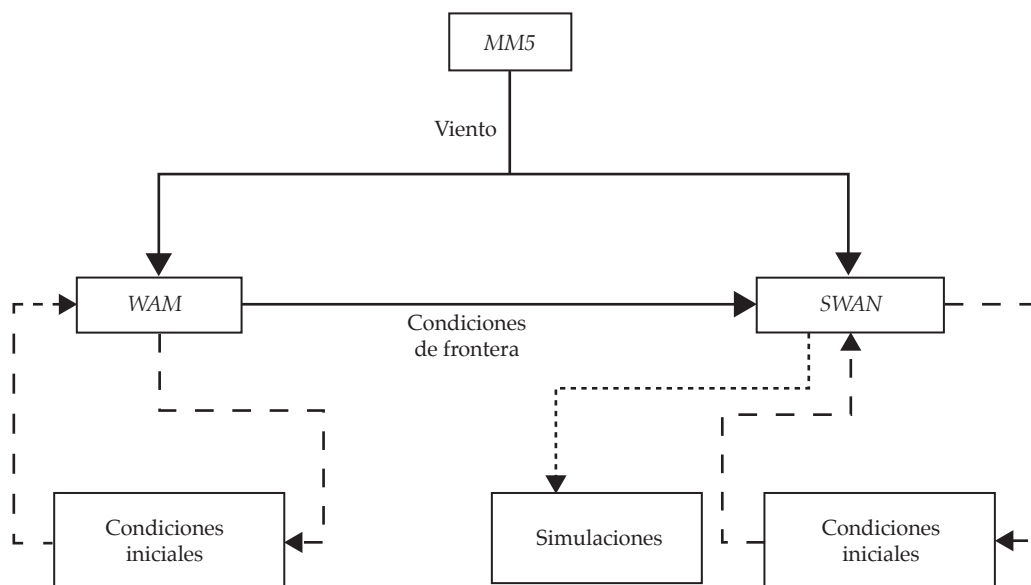 MM5
Viento
WAM
SWAN
Condiciones
de frontera
Condiciones
iniciales
Simulaciones
Condiciones
iniciales